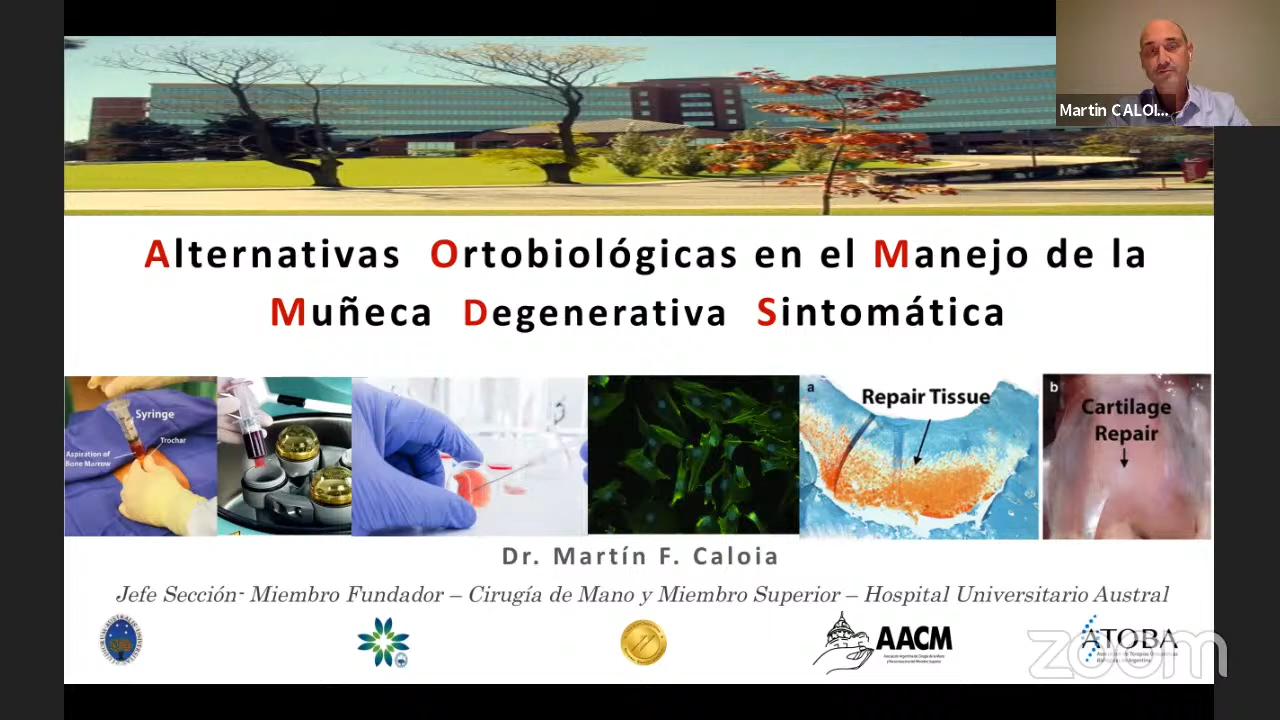 Martin CALOI...
Alternativas Ortobiológicas en el Manejo de la
Muñeca Degenerativa Sintomática
Syringe
Trochar
Aspiration of
Bone Marrow
a
Repair Tissue
b
Cartilage
Repair
Dr. Martín F. Caloia
Jefe Sección- Miembro Fundador – Cirugía de Mano y Miembro Superior – Hospital Universitario Austral
AACM
ATOBA
zoom